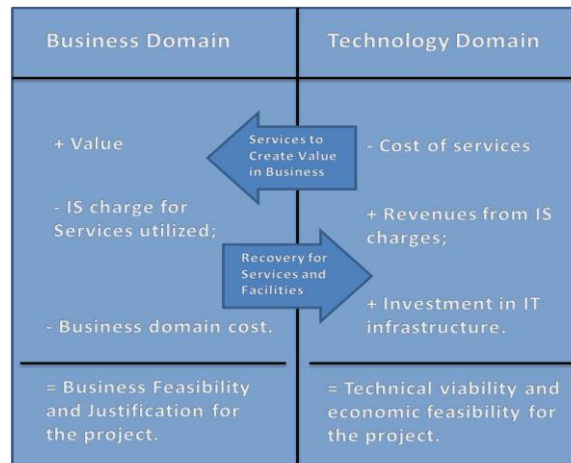 Business Domain
Technology Domain
+ Value
- IS charge for
Services utilized;
- Business domain cost.
Services to
Create Value
in Business
Recovery for
Services and
Facilities
- Cost of services
+ Revenues from IS
charges;
+ Investment in IT
infrastructure.
= Business Feasibility
and Justification for
the project.
= Technical viability and
economic feasibility for
the project.